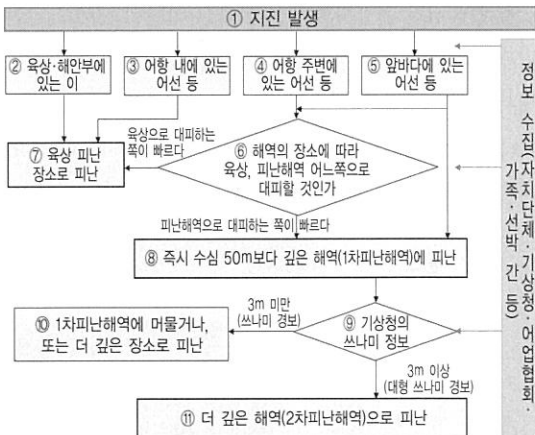 ① 지진 발생
② 육상·해안부에
있는 이
③ 어항 내에 있는
어선 등
④ 어항 주변에
있는 어선 등
⑤ 앞바다에 있는
어선 등
육상으로 대피하는
쪽이 빠르다
⑦ 육상 피난
장소로 피난
⑥ 해역의 장소에 따라
육상, 피난해역 어느쪽으로
대피할 것인가
피난해역으로 대피하는 쪽이 빠르다
⑧ 즉시 수심 50m보다 깊은 해역(1차피난해역)에 피난
3m 미만
(쓰나미 경보)
⑩ 1차피난해역에 머물거나,
또는 더 깊은 장소로 피난
⑨ 기상청의
쓰나미 정보
3m 이상
(대형 쓰나미 경보)
⑪ 더 깊은 해역(2차피난해역)으로 피난
정보 수집(자치단체·기상청·어업협회·
가족·선박 간 등)